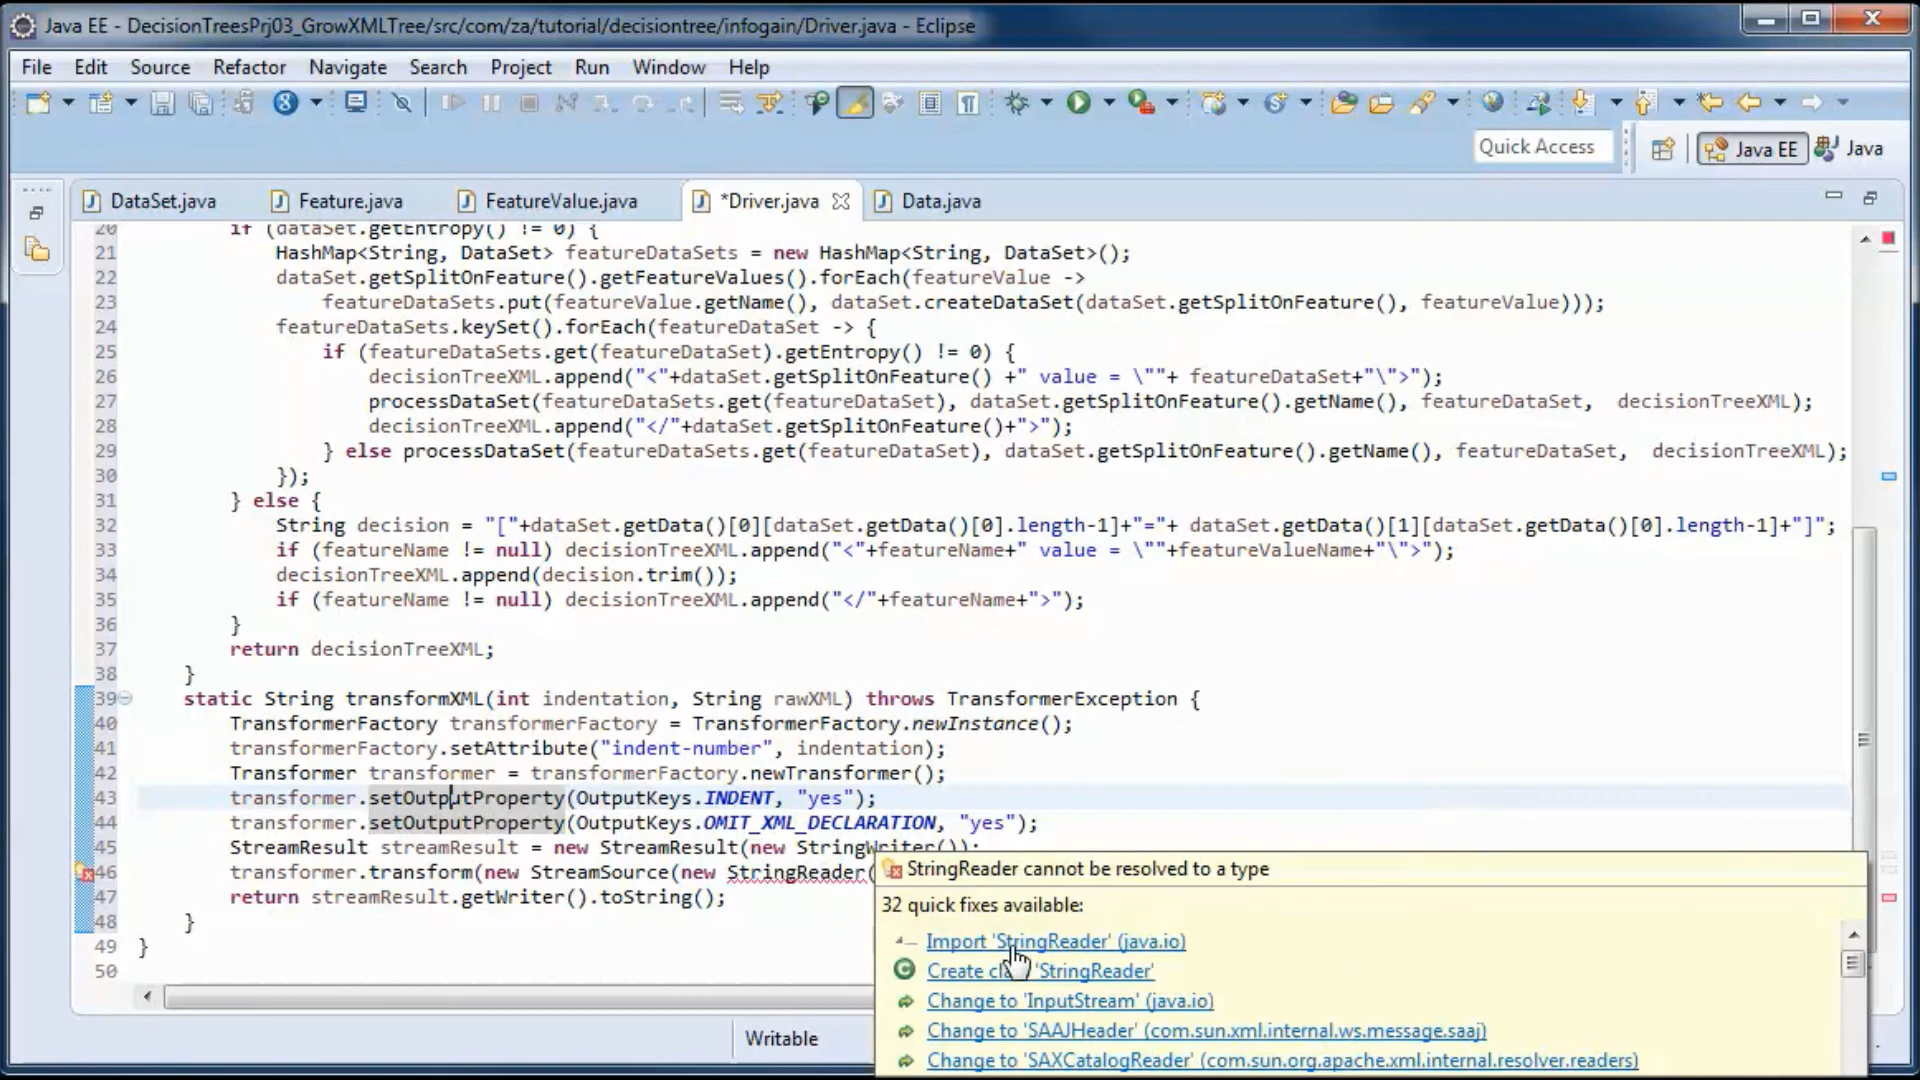 Java EE - DecisionTreesPrj03_GrowXMLTree/src/com/za/tutorial/decisiontree/infogain/Driver.java - Eclipse
File Edit Source Refactor Navigate Search Project Run Window Help
Quick Access Java EE Java
DataSet.java Feature.java FeatureValue.java *Driver.java Data.java
20 if (dataSet.getEntropy() != 0) {
21 HashMap<String, DataSet> featureDataSets = new HashMap<String, DataSet>();
22 dataSet.getSplitOnFeature().getFeatureValues().forEach(featureValue ->
23 featureDataSets.put(featureValue.getName(), dataSet.createDataSet(dataSet.getSplitOnFeature(), featureValue)));
24 featureDataSets.keySet().forEach(featureDataSet -> {
25 if (featureDataSets.get(featureDataSet).getEntropy() != 0) {
26 decisionTreeXML.append("<"+dataSet.getSplitOnFeature() +" value = \""+ featureDataSet+"\">");
27 processDataSet(featureDataSets.get(featureDataSet), dataSet.getSplitOnFeature().getName(), featureDataSet, decisionTreeXML);
28 decisionTreeXML.append("</"+dataSet.getSplitOnFeature()+">");
29 } else processDataSet(featureDataSets.get(featureDataSet), dataSet.getSplitOnFeature().getName(), featureDataSet, decisionTreeXML);
30 });
31 } else {
32 String decision = "["+dataSet.getData()[0][dataSet.getData()[0].length-1]+"="+ dataSet.getData()[1][dataSet.getData()[0].length-1]+"]";
33 if (featureName != null) decisionTreeXML.append("<"+featureName+" value = \""+featureValueName+"\">");
34 decisionTreeXML.append(decision.trim());
35 if (featureName != null) decisionTreeXML.append("</"+featureName+">");
36 }
37 return decisionTreeXML;
38 }
39 static String transformXML(int indentation, String rawXML) throws TransformerException {
40 TransformerFactory transformerFactory = TransformerFactory.newInstance();
41 transformerFactory.setAttribute("indent-number", indentation);
42 Transformer transformer = transformerFactory.newTransformer();
43 transformer.setOutputProperty(OutputKeys.INDENT, "yes");
44 transformer.setOutputProperty(OutputKeys.OMIT_XML_DECLARATION, "yes");
45 StreamResult streamResult = new StreamResult(new StringWriter());
46 transformer.transform(new StreamSource(new StringReader(
47 return streamResult.getWriter().toString();
48 }
49 }
50
StringReader cannot be resolved to a type
32 quick fixes available:
Import 'StringReader' (java.io)
Create class 'StringReader'
Change to 'InputStream' (java.io)
Change to 'SAAJHeader' (com.sun.xml.internal.ws.message.saaj)
Change to 'SAXCatalogReader' (com.sun.org.apache.xml.internal.resolver.readers)
Writable